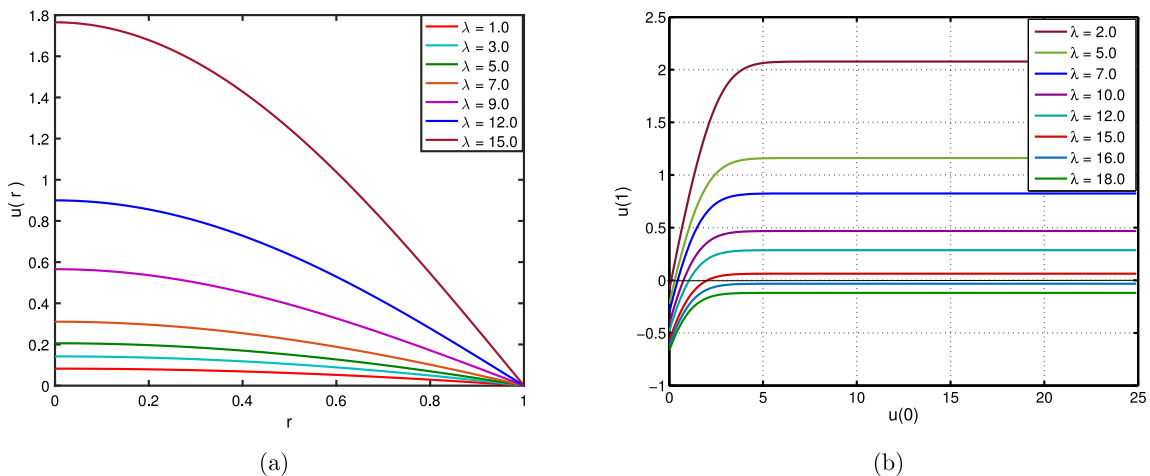 1.8
1.6
1.4
1.2
1
0.8
0.6
0.4
0.2
0
u( r )
0 0.2 0.4 0.6 0.8 1
r
λ = 1.0
λ = 3.0
λ = 5.0
λ = 7.0
λ = 9.0
λ = 12.0
λ = 15.0
(a)
2.5
2
1.5
1
0.5
0
−0.5
−1
u(1)
0 5 10 15 20 25
u(0)
λ = 2.0
λ = 5.0
λ = 7.0
λ = 10.0
λ = 12.0
λ = 15.0
λ = 16.0
λ = 18.0
(b)